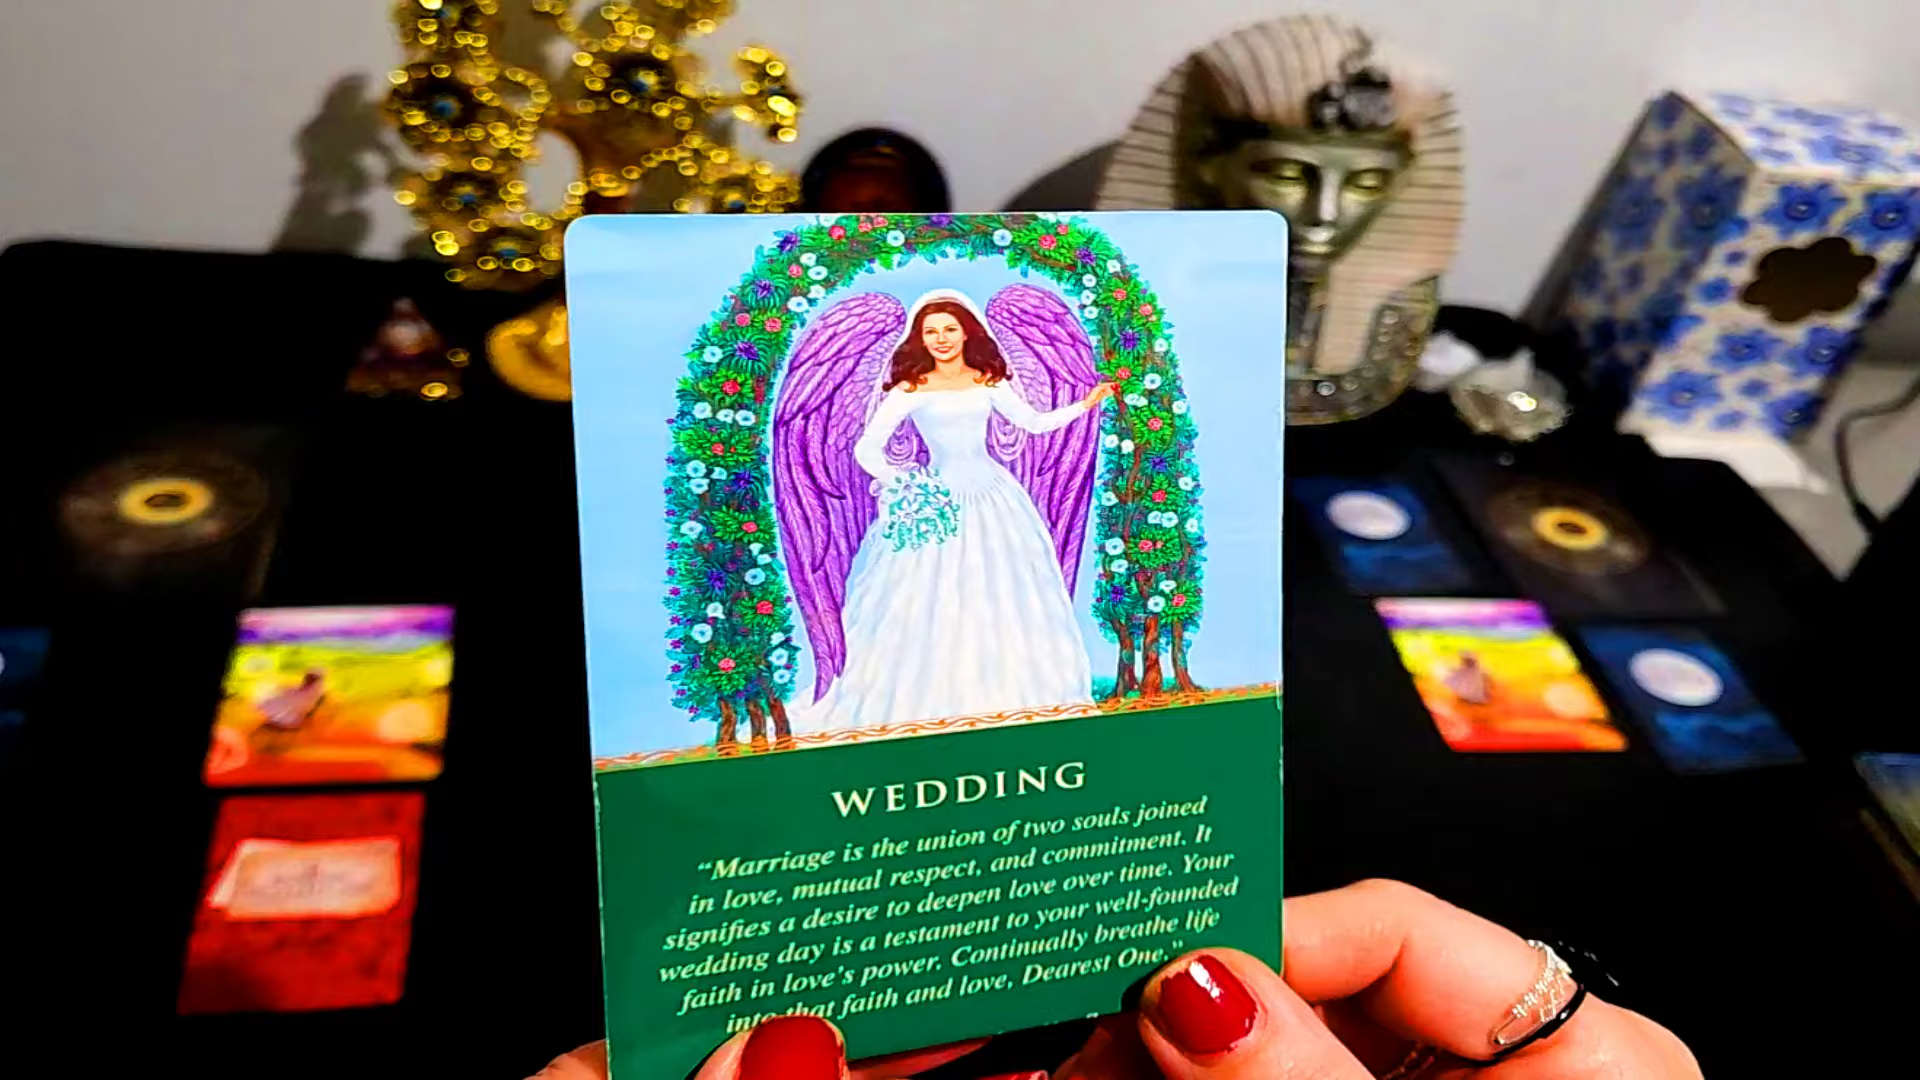 WEDDING
“Marriage is the union of two souls joined
in love, mutual respect, and commitment. It
signifies a desire to deepen love over time. Your
wedding day is a testament to your well-founded
faith in love’s power. Continually breathe life
into that faith and love, Dearest One.”